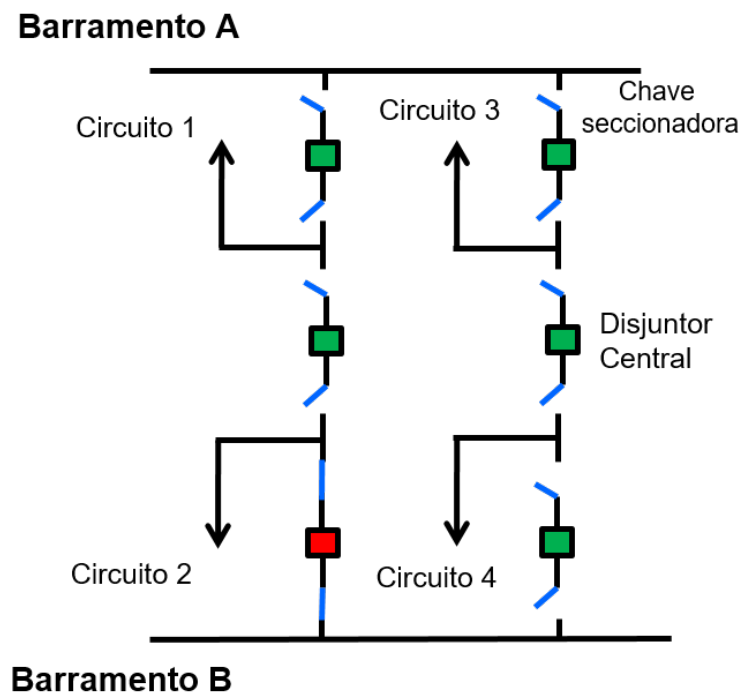 Barramento A
Circuito 1
Circuito 3
Chave
seccionadora
Disjuntor
Central
Circuito 2
Circuito 4
Barramento B